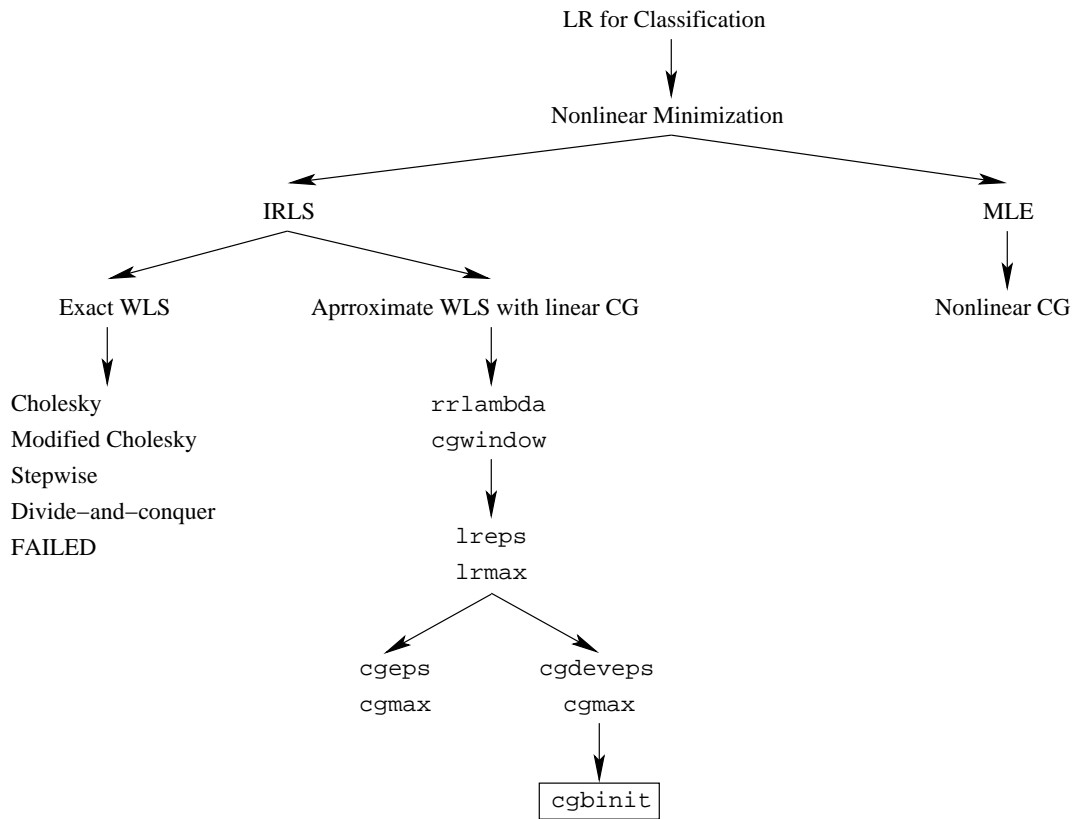 LR for Classification
Nonlinear Minimization
IRLS
MLE
Exact WLS
Aprroximate WLS with linear CG
Nonlinear CG
Cholesky
Modified Cholesky
Stepwise
Divide−and−conquer
FAILED
rrlambda
cgwindow
lreps
lrmax
cgeps
cgmax
cgdeveps
cgmax
cgbinit